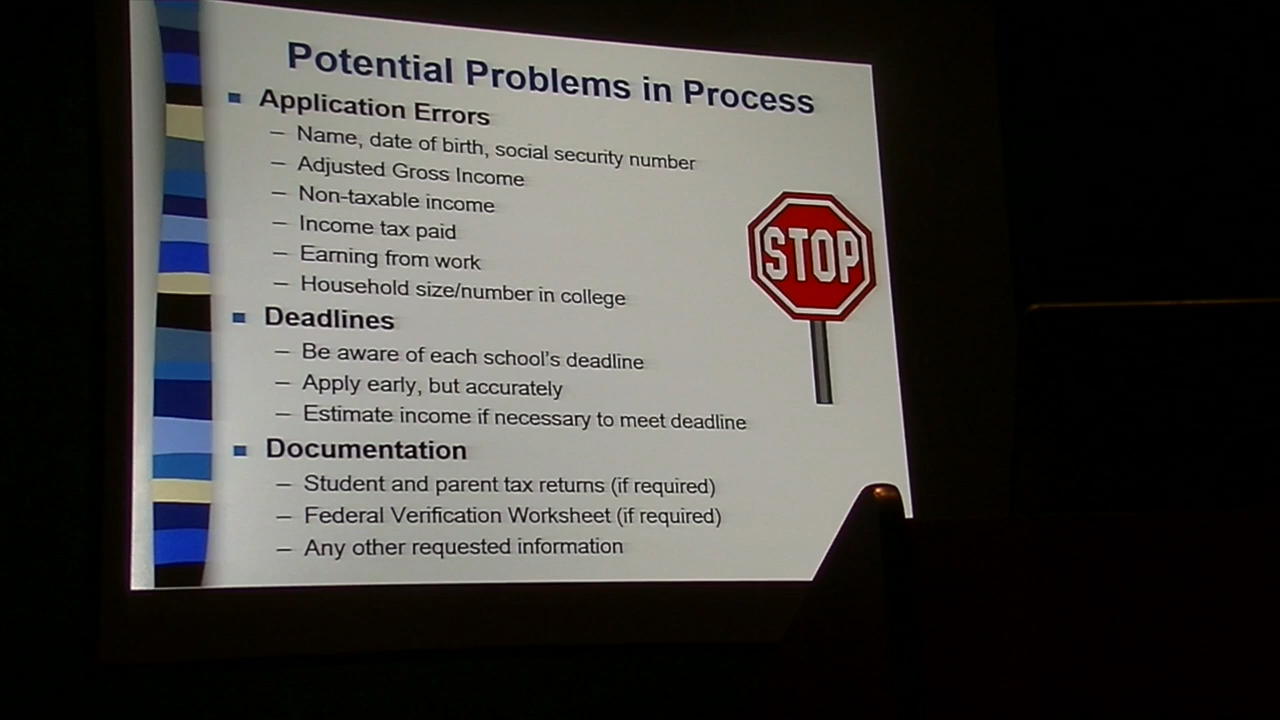 Potential Problems in Process
Application Errors
– Name, date of birth, social security number
– Adjusted Gross Income
– Non-taxable income
– Income tax paid
– Earning from work
– Household size/number in college
STOP
Deadlines
– Be aware of each school's deadline
– Apply early, but accurately
– Estimate income if necessary to meet deadline
Documentation
– Student and parent tax returns (if required)
– Federal Verification Worksheet (if required)
– Any other requested information